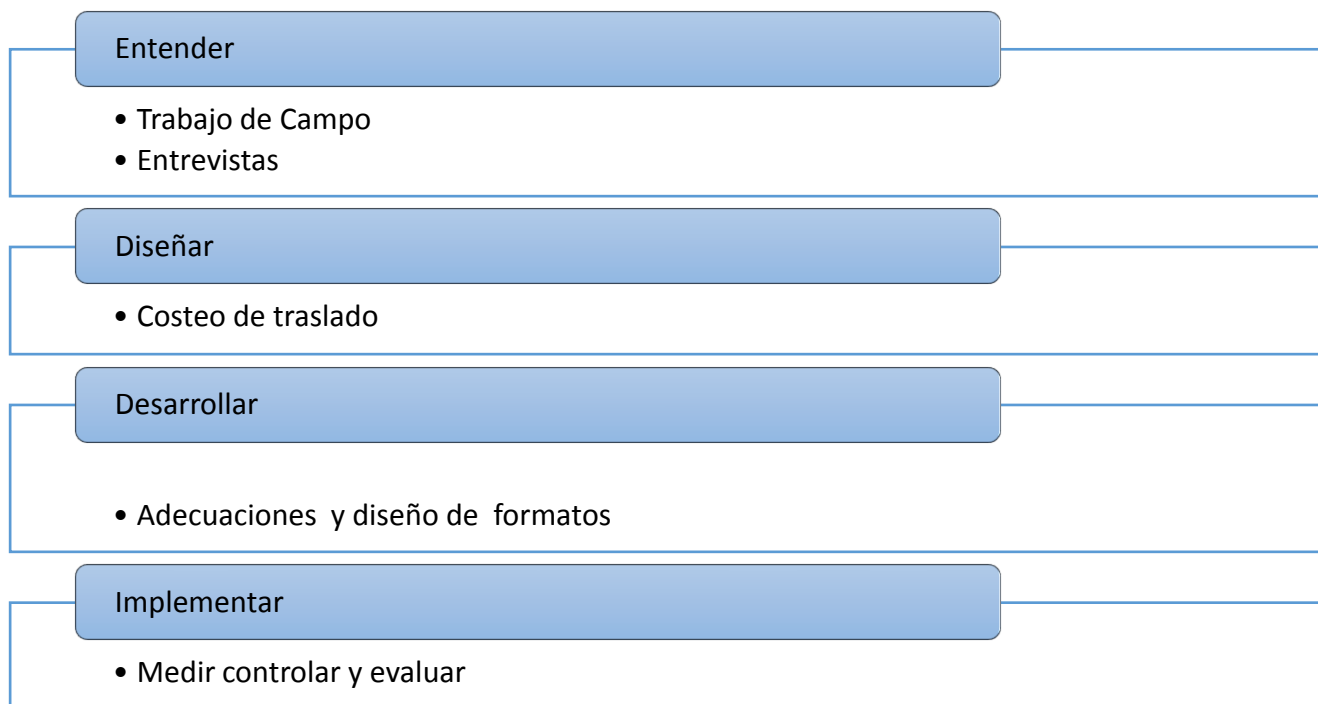 Entender
• Trabajo de Campo
• Entrevistas
Diseñar
• Costeo de traslado
Desarrollar
• Adecuaciones y diseño de formatos
Implementar
• Medir controlar y evaluar